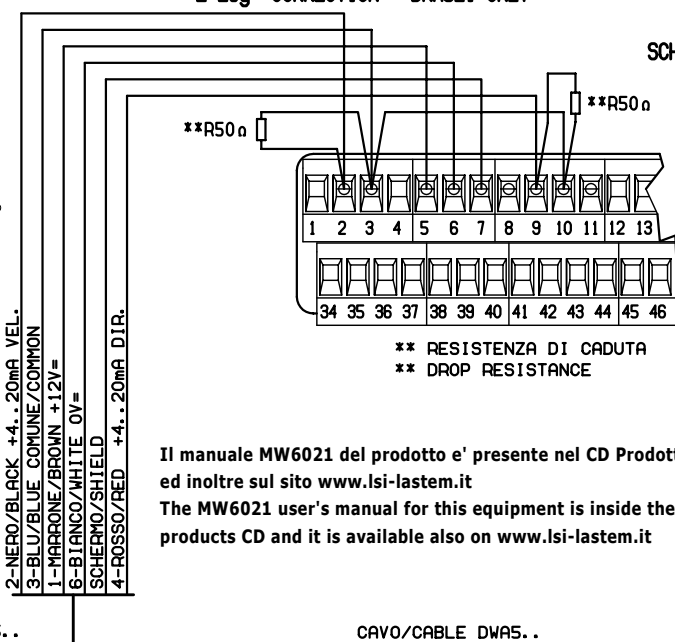 SCH
**R50Ω
**R50Ω
1 2 3 4 5 6 7 8 9 10 11 12 13
34 35 36 37 38 39 40 41 42 43 44 45 46
** RESISTENZA DI CADUTA
** DROP RESISTANCE
2-NERO/BLACK +4..20mA VEL.
3-BLU/BLUE COMUNE/COMMON
1-MARRONE/BROWN +12V=
6-BIANCO/WHITE 0V=
SCHERMO/SHIELD
4-ROSSO/RED +4..20mA DIR.
Il manuale MW6021 del prodotto e' presente nel CD Prodott
ed inoltre sul sito www.lsi-lastem.it
The MW6021 user's manual for this equipment is inside the
products CD and it is available also on www.lsi-lastem.it
CAVO/CABLE DWA5..